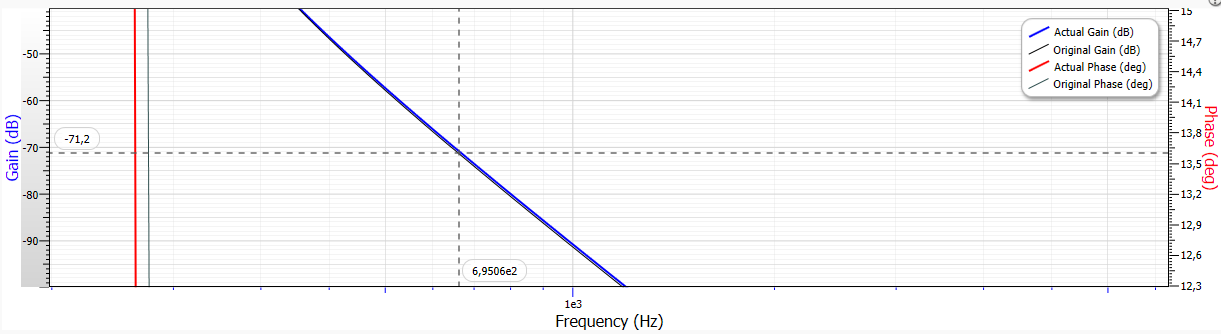 Actual Gain (dB)
Original Gain (dB)
Actual Phase (deg)
Original Phase (deg)
Gain (dB)
-50
-60
-70
-80
-90
-71,2
6,9506e2
1e3
Frequency (Hz)
15
14,7
14,4
14,1
13,8
13,5
13,2
12,9
12,6
12,3
Phase (deg)